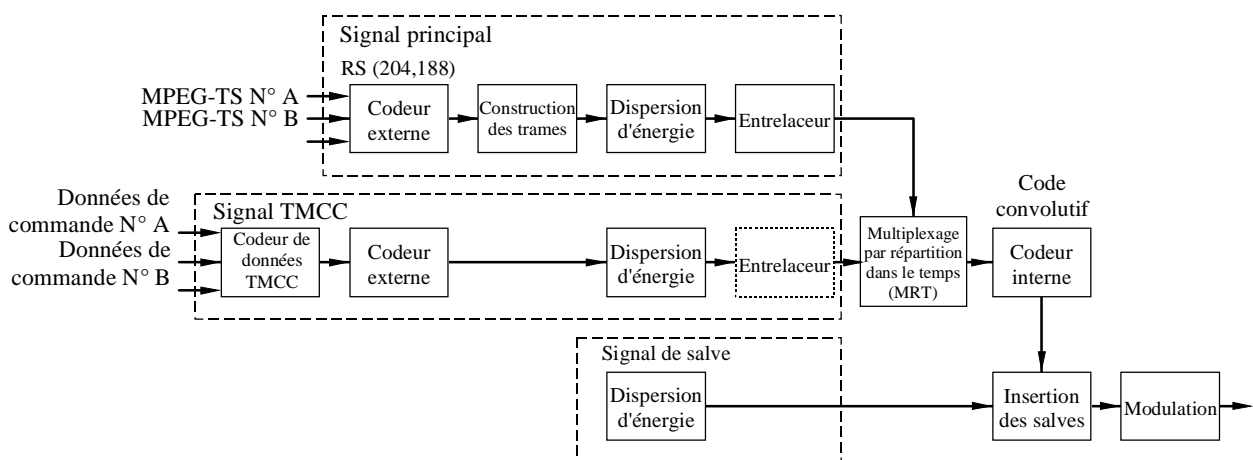 Signal principal
RS (204,188)
MPEG-TS N° A
MPEG-TS N° B
Codeur
externe
Construction
des trames
Dispersion
d'énergie
Entrelaceur
Données de
commande N° A
Données de
commande N° B
Signal TMCC
Codeur de
données
TMCC
Codeur
externe
Dispersion
d'énergie
Entrelaceur
Multiplexage
par répartition
dans le temps
(MRT)
Code
convolutif
Codeur
interne
Signal de salve
Dispersion
d'énergie
Insertion
des salves
Modulation